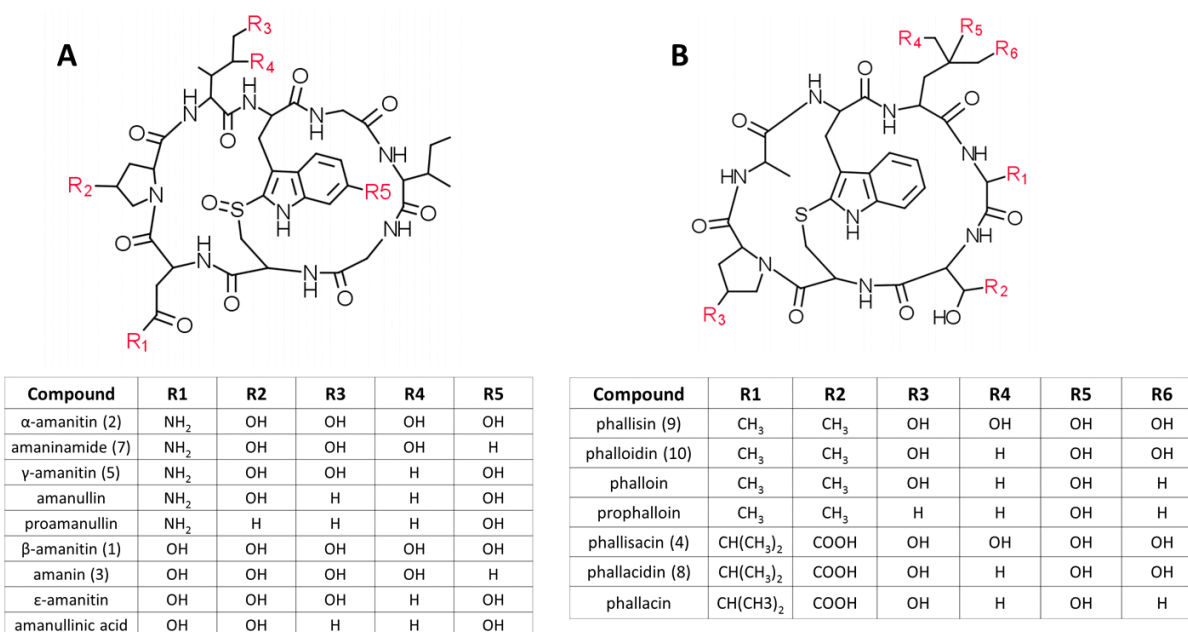 A
B
R3
R4
R2
R5
R1
R4
R5
R6
R1
R2
R3
H
N
O
H
N
O
O
N
H
O
NH
O
N
O
O
S
N
H
O
NH
O
H
N
O
N
H
O
O
H
N
O
N
H
O
O
NH
HN
O
S
N
H
O
NH
O
N
O
N
H
O
HO
Compound R1 R2 R3 R4 R5
α-amanitin (2) NH2 OH OH OH OH
amaninamide (7) NH2 OH OH OH H
γ-amanitin (5) NH2 OH OH H OH
amanullin NH2 OH H H OH
proamanullin NH2 H H H OH
β-amanitin (1) OH OH OH OH OH
amanin (3) OH OH OH OH H
ε-amanitin OH OH OH H OH
amanullinic acid OH OH H H OH
Compound R1 R2 R3 R4 R5 R6
phallisin (9) CH3 CH3 OH OH OH OH
phalloidin (10) CH3 CH3 OH H OH OH
phalloin CH3 CH3 OH H OH H
prophalloin CH3 CH3 H H OH H
phallisacin (4) CH(CH3)2 COOH OH OH OH OH
phallacidin (8) CH(CH3)2 COOH OH H OH OH
phallacin CH(CH3)2 COOH OH H OH H